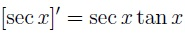 [sec x]′ = sec x tan x